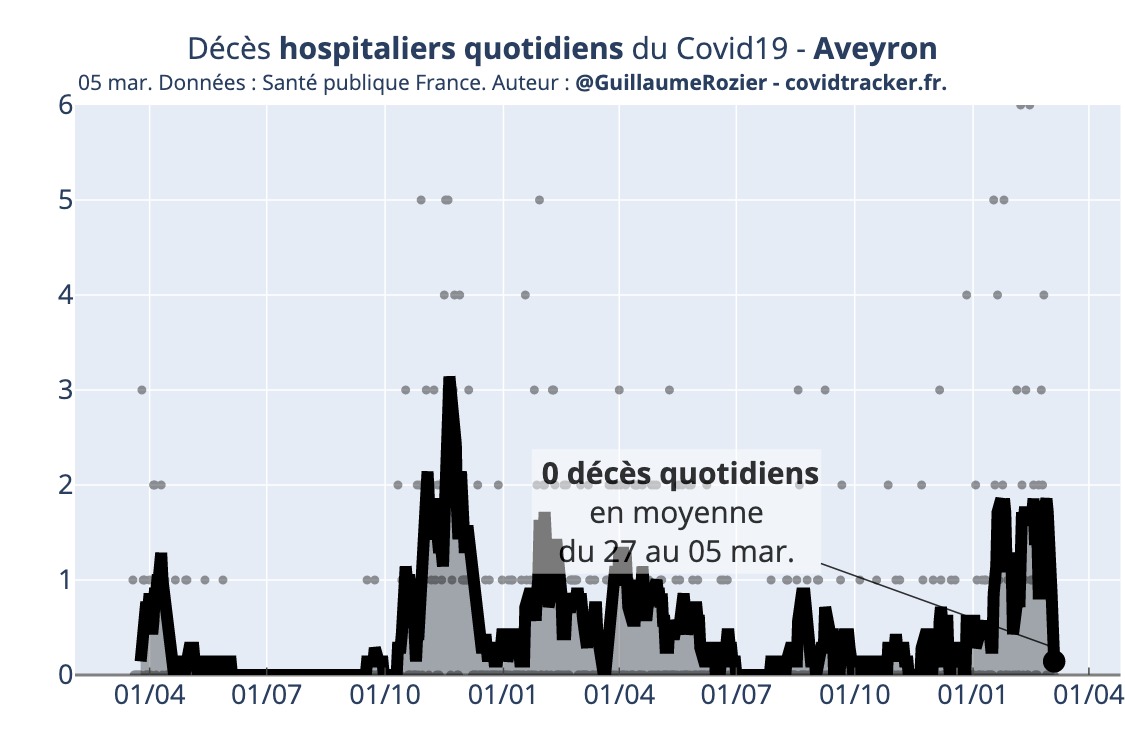 Décès hospitaliers quotidiens du Covid19 - Aveyron
05 mar. Données : Santé publique France. Auteur : @GuillaumeRozier - covidtracker.fr.
6
5
4
3
2
1
0
0 décès quotidiens
en moyenne
du 27 au 05 mar.
01/04 01/07 01/10 01/01 01/04 01/07 01/10 01/01 01/04